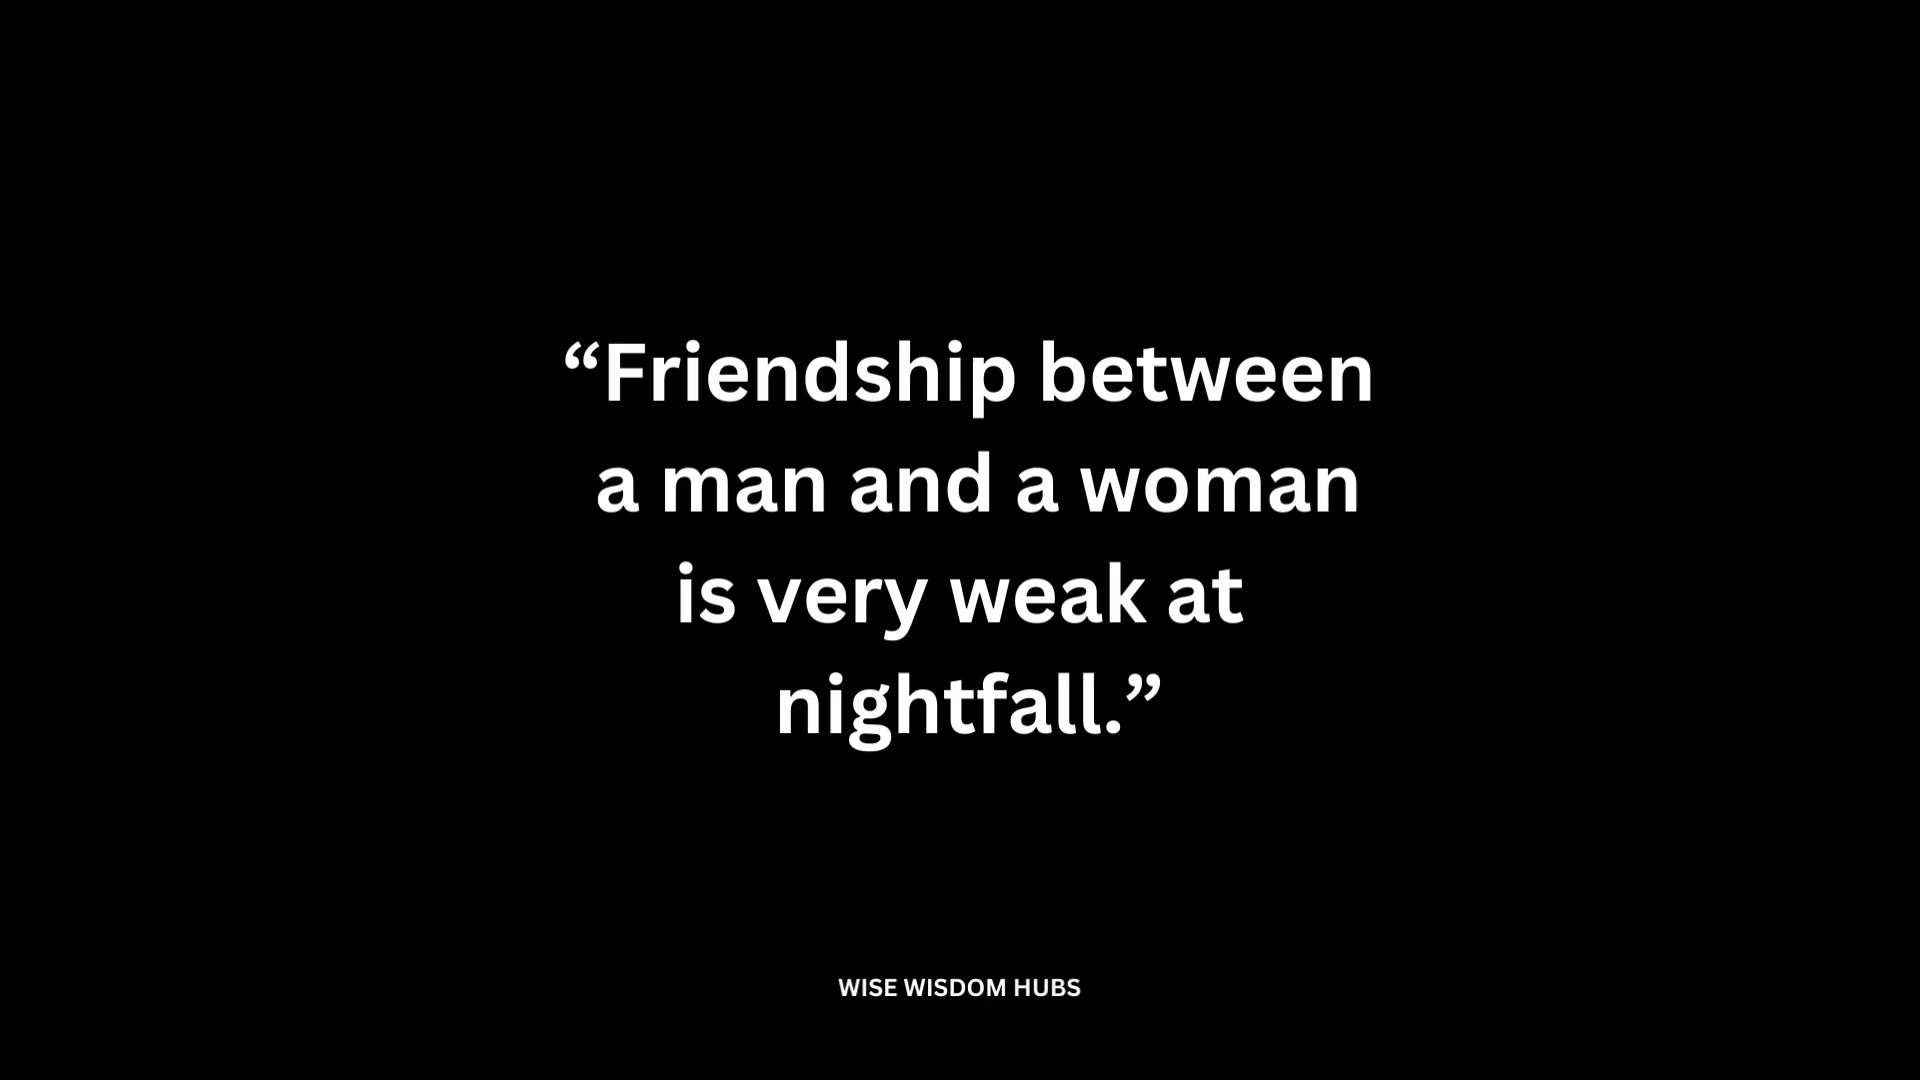 “Friendship between
a man and a woman
is very weak at
nightfall.”
WISE WISDOM HUBS